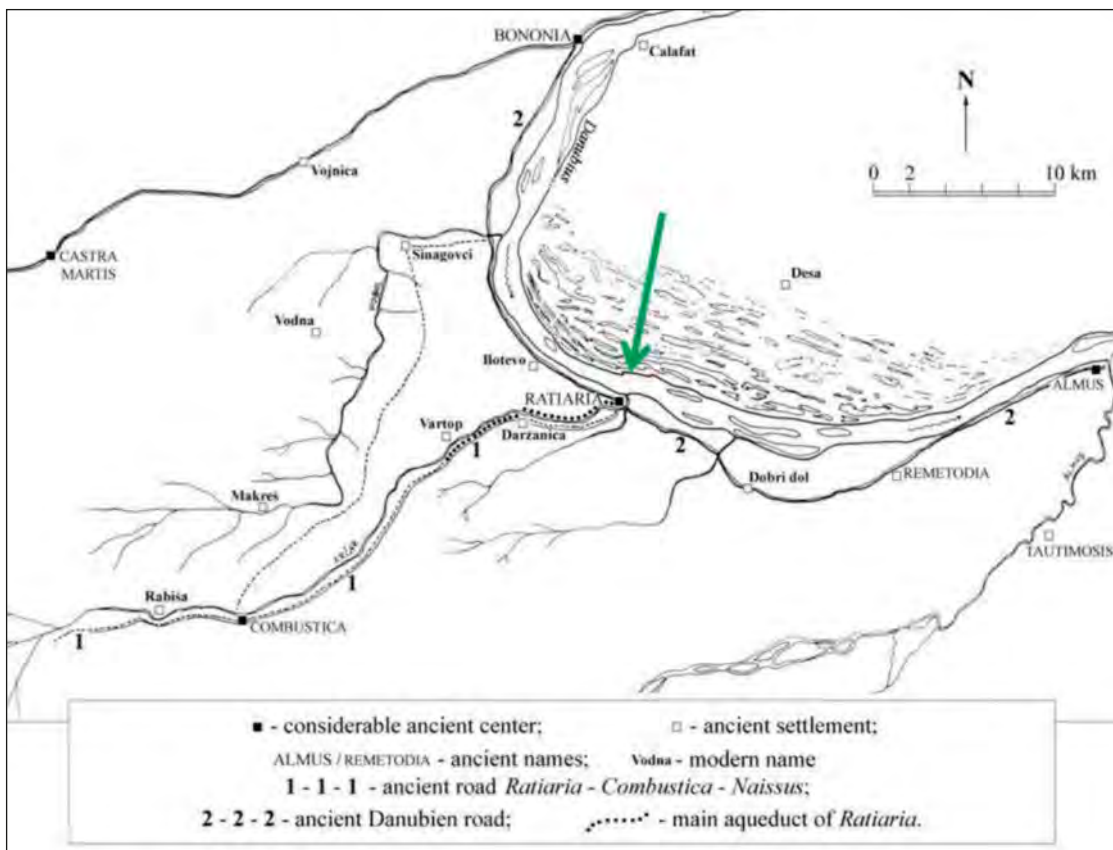 BONONIA
Calafat
N
2
Danubius
Vojnica
0 2 10 km
CASTRA
MARTIS
Sinagovci
Desa
Vodna
Botevo
ALMUS
RATIARIA
2
Vartop
Darzanica
1
2
REMETODIA
Dobri dol
Makreš
ALMUS
TAUTIMOSIS
1
Rabiša
COMBUSTICA
1
■ - considerable ancient center; □ - ancient settlement;
ALMUS / REMETODIA - ancient names; Vodna - modern name
1 - 1 - 1 - ancient road Ratiaria - Combustica - Naissus;
2 - 2 - 2 - ancient Danubien road; - main aqueduct of Ratiaria.